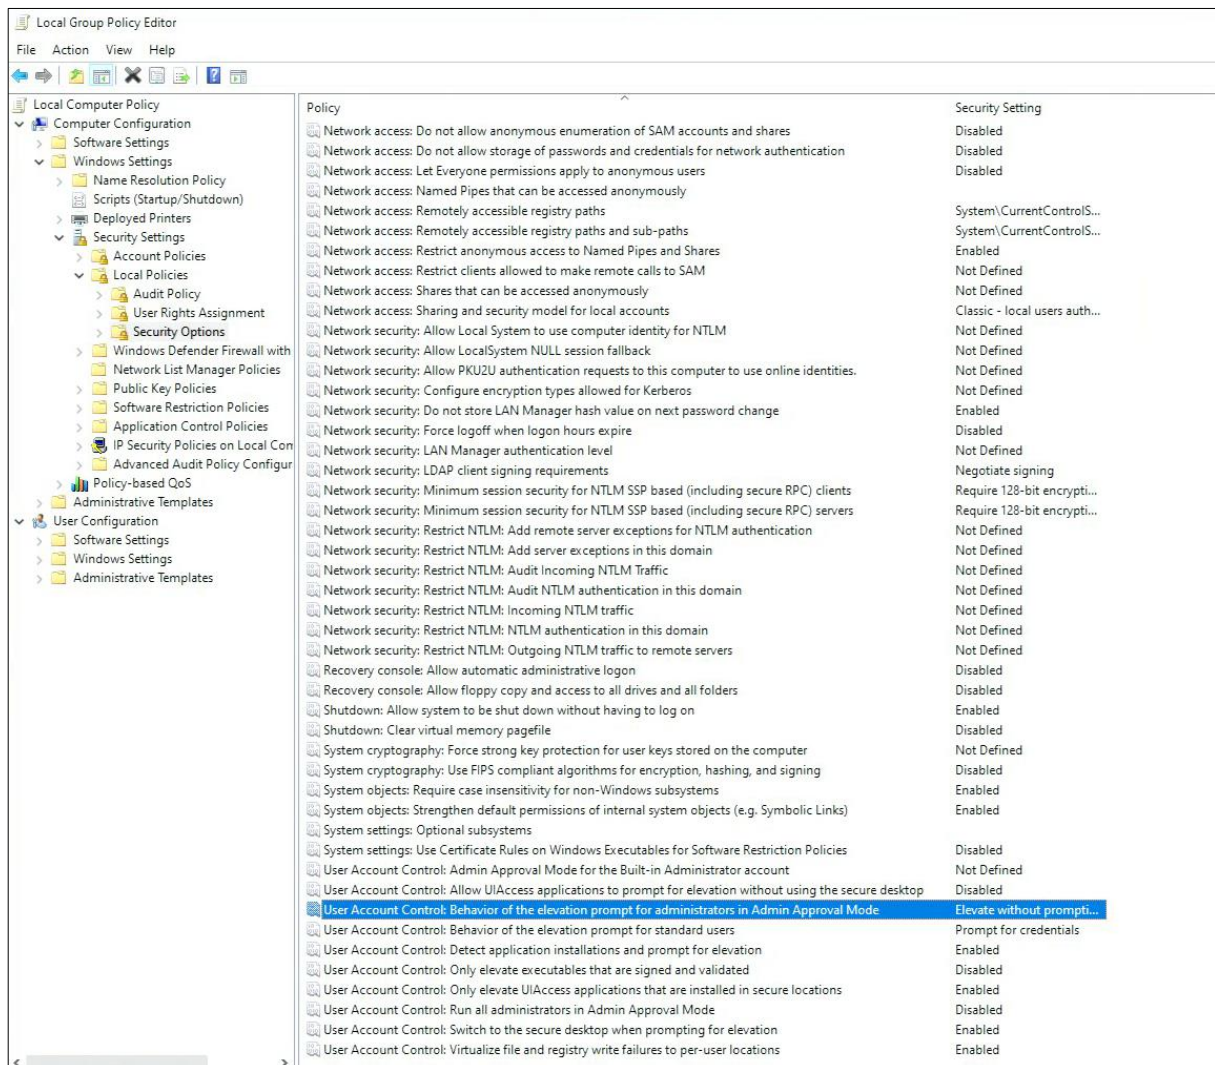 Local Group Policy Editor
File Action View Help
Local Computer Policy
Computer Configuration
Software Settings
Windows Settings
Name Resolution Policy
Scripts (Startup/Shutdown)
Deployed Printers
Security Settings
Account Policies
Local Policies
Audit Policy
User Rights Assignment
Security Options
Windows Defender Firewall with
Network List Manager Policies
Public Key Policies
Software Restriction Policies
Application Control Policies
IP Security Policies on Local Com
Advanced Audit Policy Configur
Policy-based QoS
Administrative Templates
User Configuration
Software Settings
Windows Settings
Administrative Templates
Policy Security Setting
Network access: Do not allow anonymous enumeration of SAM accounts and shares Disabled
Network access: Do not allow storage of passwords and credentials for network authentication Disabled
Network access: Let Everyone permissions apply to anonymous users Disabled
Network access: Named Pipes that can be accessed anonymously
Network access: Remotely accessible registry paths System\CurrentControlS...
Network access: Remotely accessible registry paths and sub-paths System\CurrentControlS...
Network access: Restrict anonymous access to Named Pipes and Shares Enabled
Network access: Restrict clients allowed to make remote calls to SAM Not Defined
Network access: Shares that can be accessed anonymously Not Defined
Network access: Sharing and security model for local accounts Classic - local users auth...
Network security: Allow Local System to use computer identity for NTLM Not Defined
Network security: Allow LocalSystem NULL session fallback Not Defined
Network security: Allow PKU2U authentication requests to this computer to use online identities. Not Defined
Network security: Configure encryption types allowed for Kerberos Not Defined
Network security: Do not store LAN Manager hash value on next password change Enabled
Network security: Force logoff when logon hours expire Disabled
Network security: LAN Manager authentication level Not Defined
Network security: LDAP client signing requirements Negotiate signing
Network security: Minimum session security for NTLM SSP based (including secure RPC) clients Require 128-bit encrypti...
Network security: Minimum session security for NTLM SSP based (including secure RPC) servers Require 128-bit encrypti...
Network security: Restrict NTLM: Add remote server exceptions for NTLM authentication Not Defined
Network security: Restrict NTLM: Add server exceptions in this domain Not Defined
Network security: Restrict NTLM: Audit Incoming NTLM Traffic Not Defined
Network security: Restrict NTLM: Audit NTLM authentication in this domain Not Defined
Network security: Restrict NTLM: Incoming NTLM traffic Not Defined
Network security: Restrict NTLM: NTLM authentication in this domain Not Defined
Network security: Restrict NTLM: Outgoing NTLM traffic to remote servers Not Defined
Recovery console: Allow automatic administrative logon Disabled
Recovery console: Allow floppy copy and access to all drives and all folders Disabled
Shutdown: Allow system to be shut down without having to log on Enabled
Shutdown: Clear virtual memory pagefile Disabled
System cryptography: Force strong key protection for user keys stored on the computer Not Defined
System cryptography: Use FIPS compliant algorithms for encryption, hashing, and signing Disabled
System objects: Require case insensitivity for non-Windows subsystems Enabled
System objects: Strengthen default permissions of internal system objects (e.g. Symbolic Links) Enabled
System settings: Optional subsystems
System settings: Use Certificate Rules on Windows Executables for Software Restriction Policies Disabled
User Account Control: Admin Approval Mode for the Built-in Administrator account Not Defined
User Account Control: Allow UIAccess applications to prompt for elevation without using the secure desktop Disabled
User Account Control: Behavior of the elevation prompt for administrators in Admin Approval Mode Elevate without prompti...
User Account Control: Behavior of the elevation prompt for standard users Prompt for credentials
User Account Control: Detect application installations and prompt for elevation Enabled
User Account Control: Only elevate executables that are signed and validated Disabled
User Account Control: Only elevate UIAccess applications that are installed in secure locations Enabled
User Account Control: Run all administrators in Admin Approval Mode Disabled
User Account Control: Switch to the secure desktop when prompting for elevation Enabled
User Account Control: Virtualize file and registry write failures to per-user locations Enabled